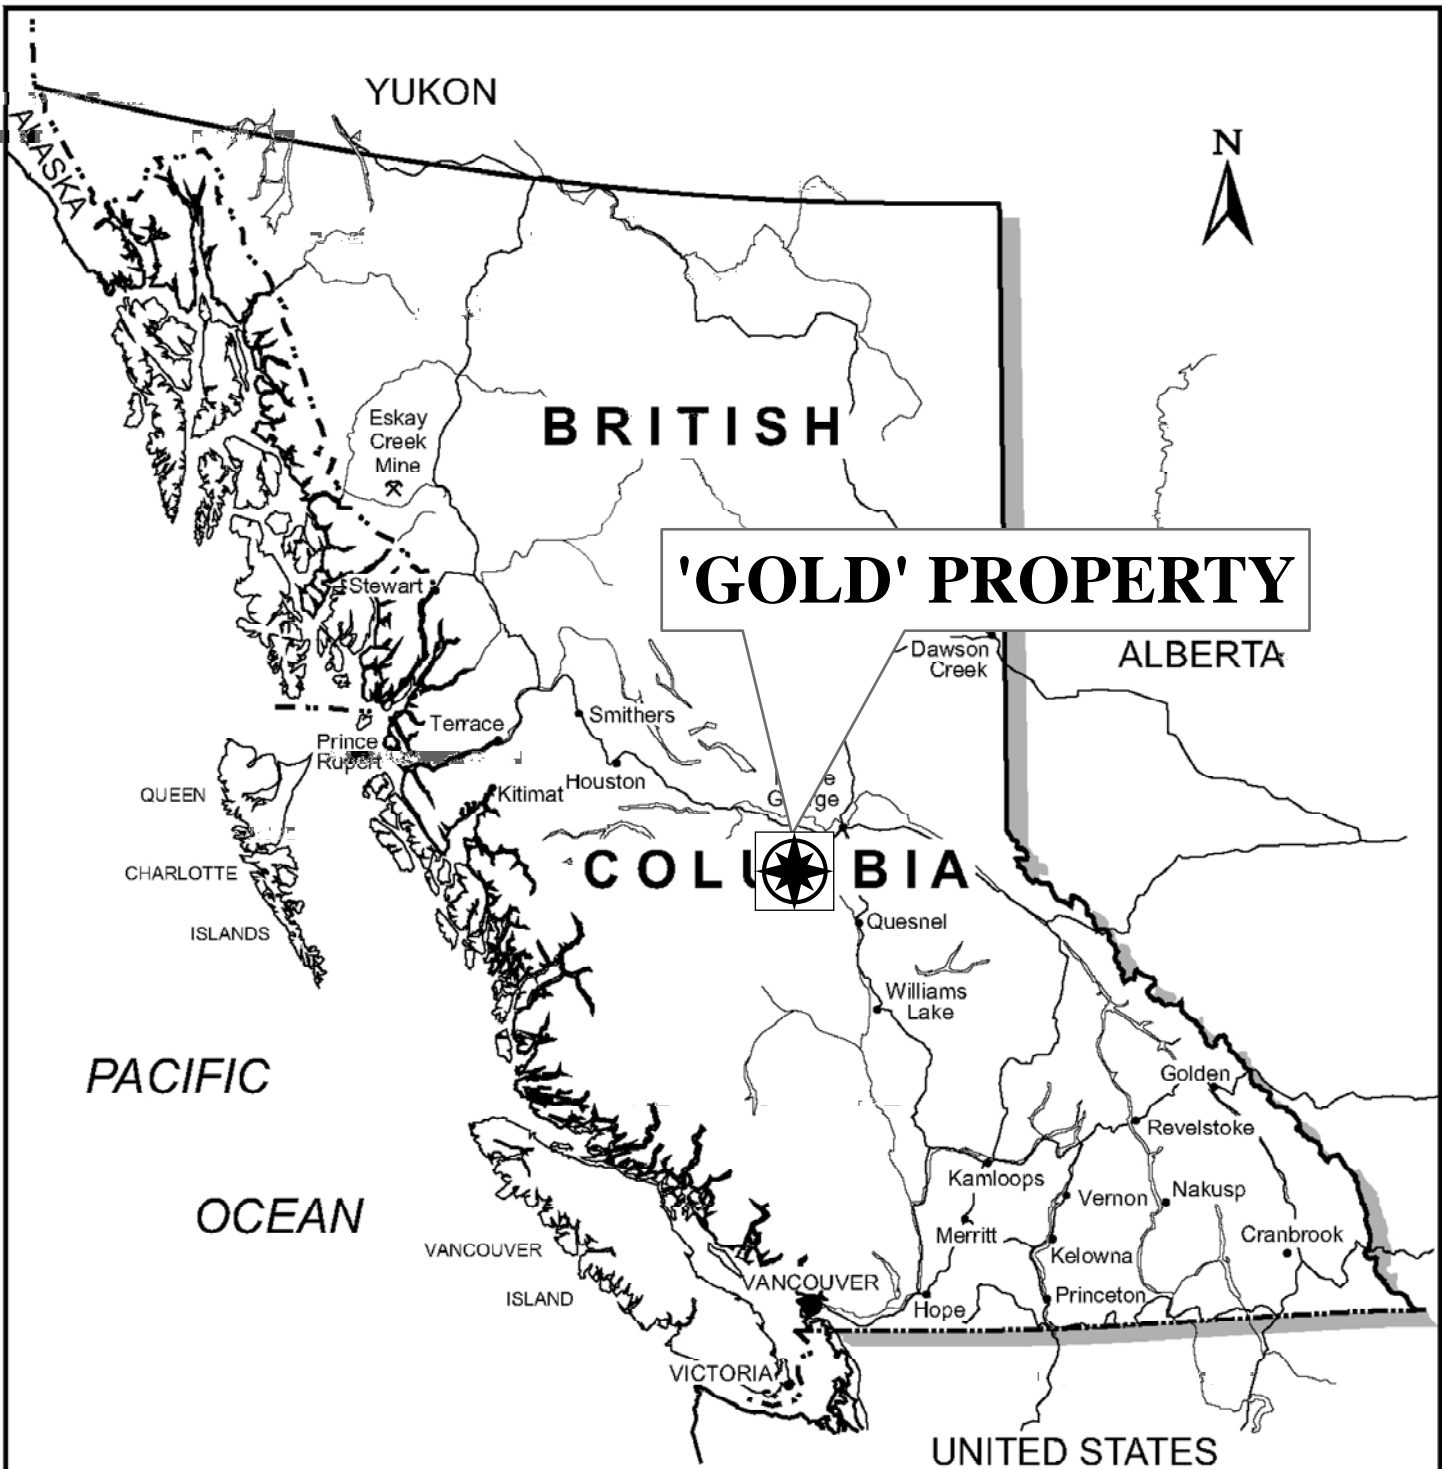 YUKON
ALASKA
N
Eskay
Creek
Mine
BRITISH
'GOLD' PROPERTY
Stewart
Dawson
Creek
ALBERTA
Smithers
Terrace
Prince
Rupert
Houston
Kitimat
QUEEN
CHARLOTTE
ISLANDS
COLU BIA
Quesnel
Williams
Lake
PACIFIC
OCEAN
Golden
Revelstoke
Kamloops
Vernon
Nakusp
Merritt
Cranbrook
Kelowna
VANCOUVER
ISLAND
VANCOUVER
Hope
Princeton
VICTORIA
UNITED STATES